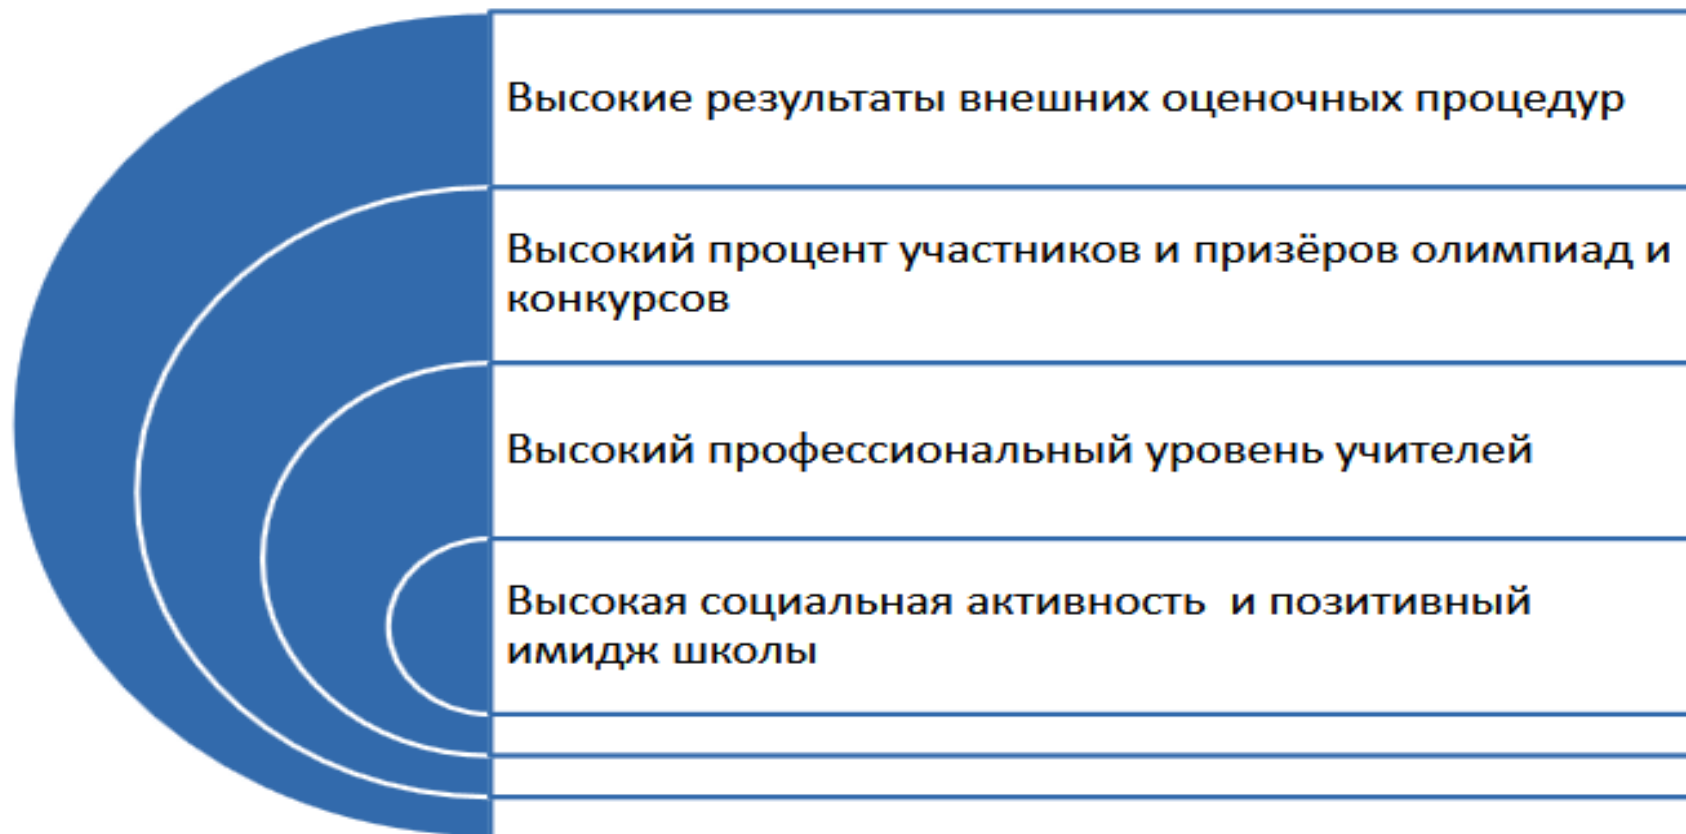 Высокие результаты внешних оценочных процедур
Высокий процент участников и призёров олимпиад и
конкурсов
Высокий профессиональный уровень учителей
Высокая социальная активность  и позитивный
имидж школы